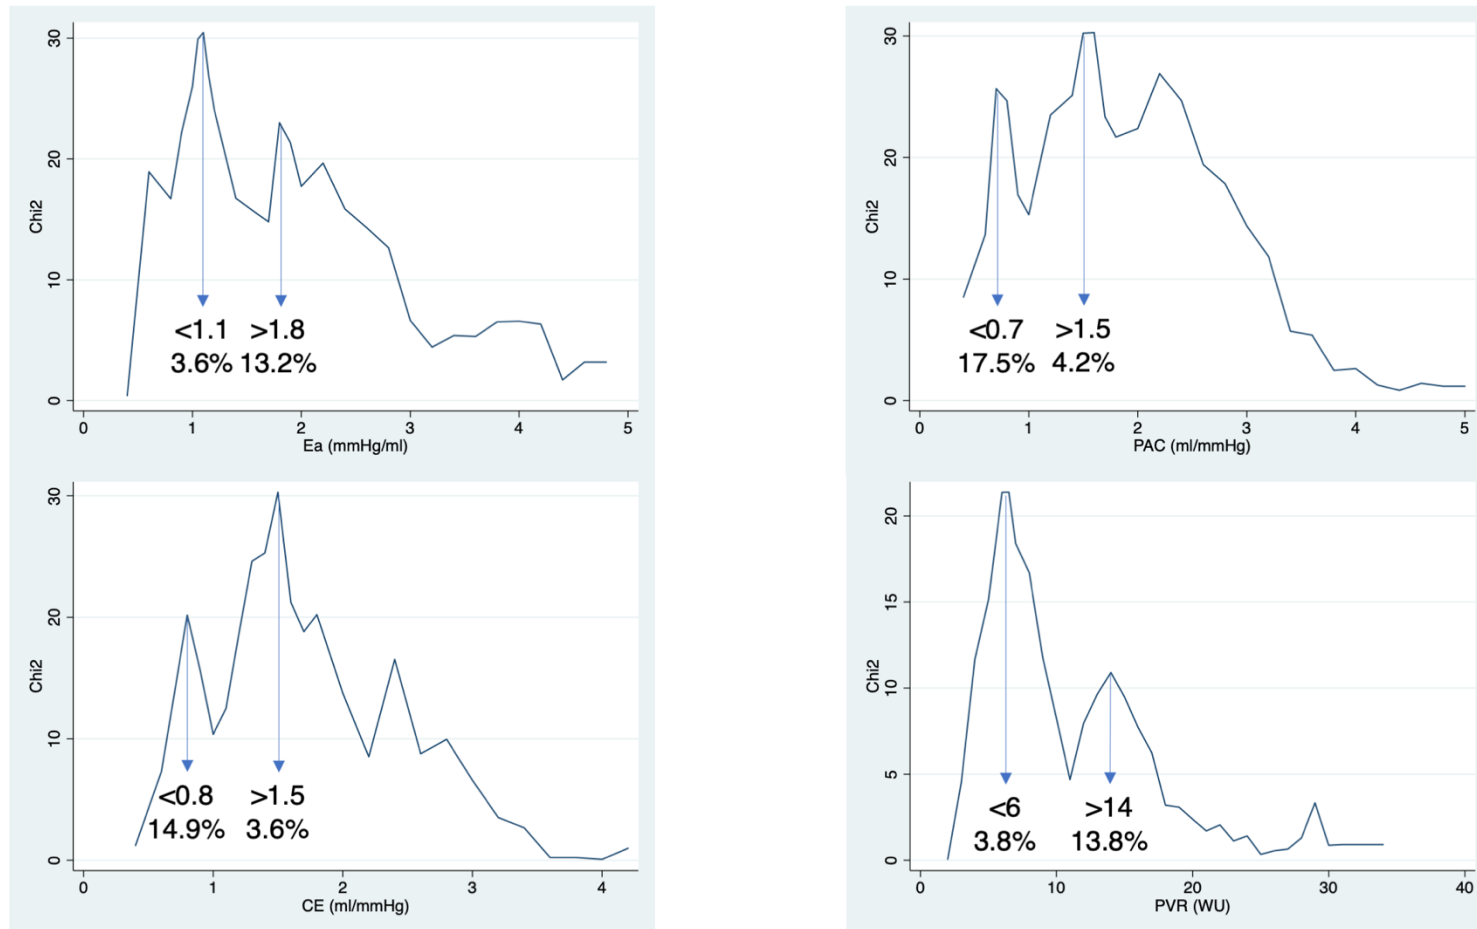 Chi2
30
20
10
0
<1.1 >1.8
3.6% 13.2%
0 1 2 3 4 5
Ea (mmHg/ml)
Chi2
30
20
10
0
<0.7 >1.5
17.5% 4.2%
0 1 2 3 4 5
PAC (ml/mmHg)
Chi2
30
20
10
0
<0.8 >1.5
14.9% 3.6%
0 1 2 3 4
CE (ml/mmHg)
Chi2
20
15
10
5
0
<6 >14
3.8% 13.8%
0 10 20 30 40
PVR (WU)